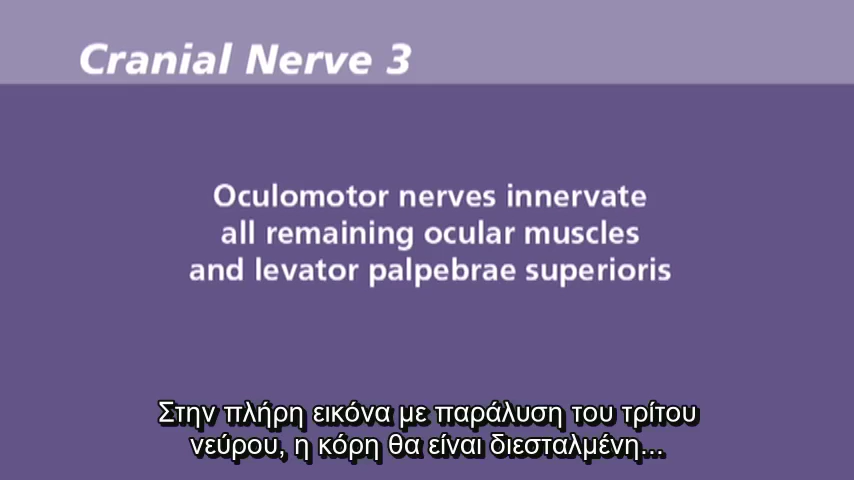 Cranial Nerve 3
Oculomotor nerves innervate
all remaining ocular muscles
and levator palpebrae superioris
Στην πλήρη εικόνα με παράλυση του τρίτου
νεύρου, η κόρη θα είναι διεσταλμένη...